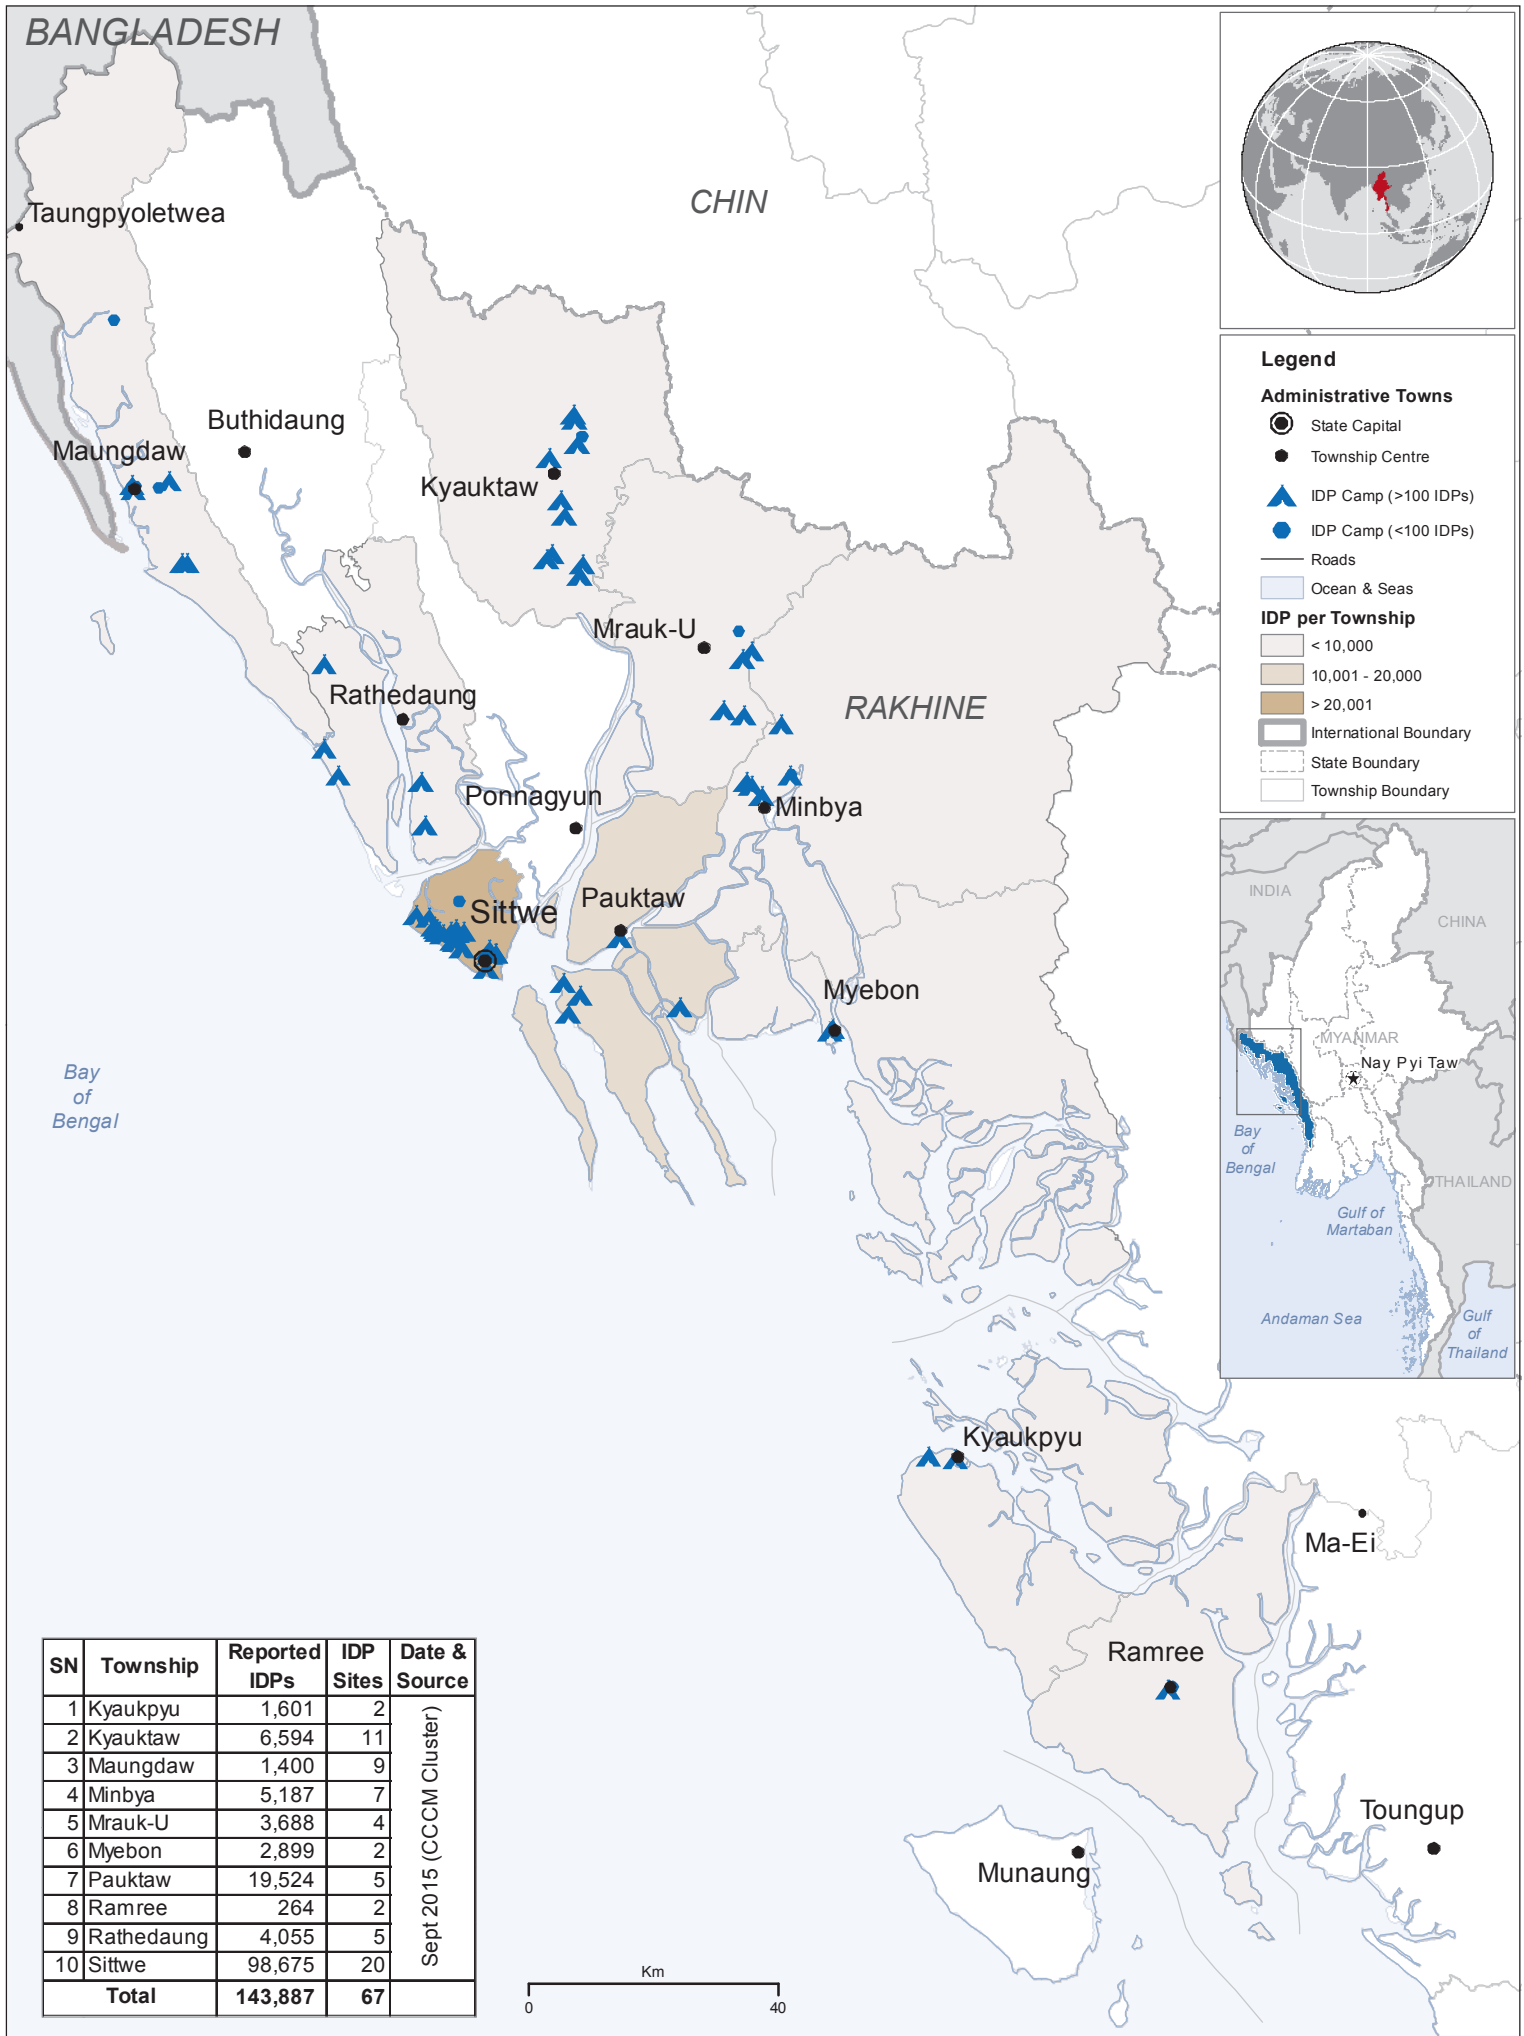 BANGLADESH
CHIN
Taungpyoletwea
Buthidaung
Maungdaw
Kyauktaw
Mrauk-U
Rathedaung
RAKHINE
Ponnagyun
Minbya
Pauktaw
Sittwe
Myebon
Bay
of
Bengal
Kyaukpyu
Ma-Ei
Ramree
Toungup
Munaung
Legend
Administrative Towns
State Capital
Township Centre
IDP Camp (>100 IDPs)
IDP Camp (<100 IDPs)
Roads
Ocean & Seas
IDP per Township
< 10,000
10,001 - 20,000
> 20,001
International Boundary
State Boundary
Township Boundary
INDIA
CHINA
MYANMAR
Nay Pyi Taw
Bay
of
Bengal
THAILAND
Gulf of
Martaban
Andaman Sea
Gulf
of
Thailand
SN Township Reported IDPs IDP Sites Date & Source
1 Kyaukpyu 1,601 2
2 Kyauktaw 6,594 11
3 Maungdaw 1,400 9
4 Minbya 5,187 7
5 Mrauk-U 3,688 4
6 Myebon 2,899 2
7 Pauktaw 19,524 5
8 Ramree 264 2
9 Rathedaung 4,055 5
10 Sittwe 98,675 20
Sept 2015 (CCCM Cluster)
Total 143,887 67
Km
0 40